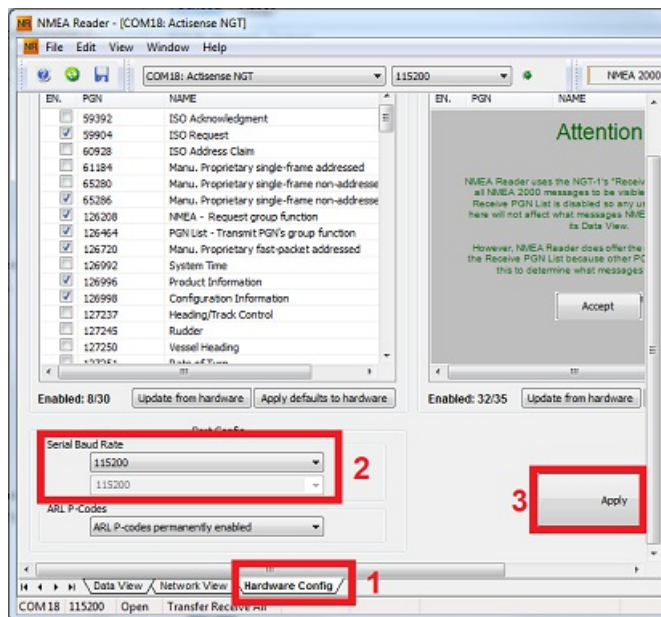 NMEA Reader - [COM18: Actisense NGT]
File Edit View Window Help
COM18: Actisense NGT 115200 NMEA 2000
EN. PGN NAME
59392 ISO Acknowledgment
59904 ISO Request
60928 ISO Address Claim
61184 Manu. Proprietary single-frame addressed
65280 Manu. Proprietary single-frame non-addresse
65286 Manu. Proprietary single-frame non-addresse
126208 NMEA - Request group function
126464 PGN List - Transmit PGN's group function
126720 Manu. Proprietary fast-packet addressed
126992 System Time
126996 Product Information
126998 Configuration Information
127237 Heading/Track Control
127245 Rudder
127250 Vessel Heading
127251 Rate of Turn
Enabled: 8/30 Update from hardware Apply defaults to hardware
EN. PGN NAME
Attention
NMEA Reader uses the NGT-1's "Receiv
all NMEA 2000 messages to be visible
Receive PGN List is disabled so any us
here will not affect what messages NME
its Data View.
However, NMEA Reader does offer the
the Receive PGN List because other PC
this to determine what messages
Accept
Enabled: 32/35 Update from hardware
Port Config
Serial Baud Rate
115200
115200
2
ARL P-Codes
ARL P-codes permanently enabled
3
Apply
Data View Network View Hardware Config 1
COM 18 115200 Open Transfer Receive All